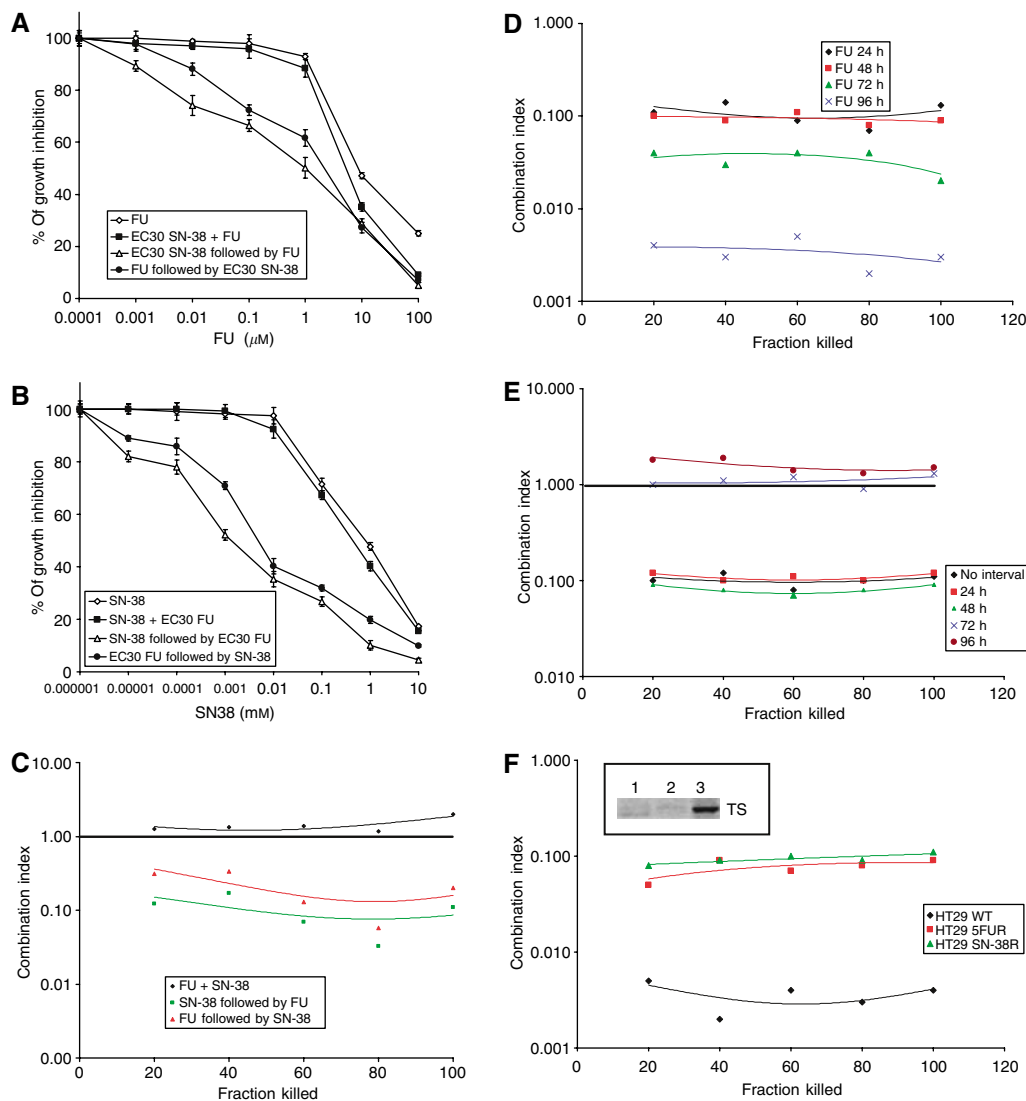 A
% Of growth inhibition
100
80
60
40
20
0
FU
EC30 SN-38 + FU
EC30 SN-38 followed by FU
FU followed by EC30 SN-38
0.0001 0.001 0.01 0.1 1 10 100
FU (μM)
B
% Of growth inhibition
100
80
60
40
20
0
SN-38
SN-38 + EC30 FU
SN-38 followed by EC30 FU
EC30 FU followed by SN-38
0.000001 0.00001 0.0001 0.001 0.01 0.1 1 10
SN38 (mM)
C
Combination index
10.00
1.00
0.10
0.01
0.00
FU + SN-38
SN-38 followed by FU
FU followed by SN-38
0 20 40 60 80 100
Fraction killed
D
Combination index
1.000
0.100
0.010
0.001
FU 24 h
FU 48 h
FU 72 h
FU 96 h
0 20 40 60 80 100 120
Fraction killed
E
Combination index
10.000
1.000
0.100
0.010
No interval
24 h
48 h
72 h
96 h
0 20 40 60 80 100 120
Fraction killed
F
Combination index
1.000
0.100
0.010
0.001
1 2 3
TS
HT29 WT
HT29 5FUR
HT29 SN-38R
0 20 40 60 80 100 120
Fraction killed